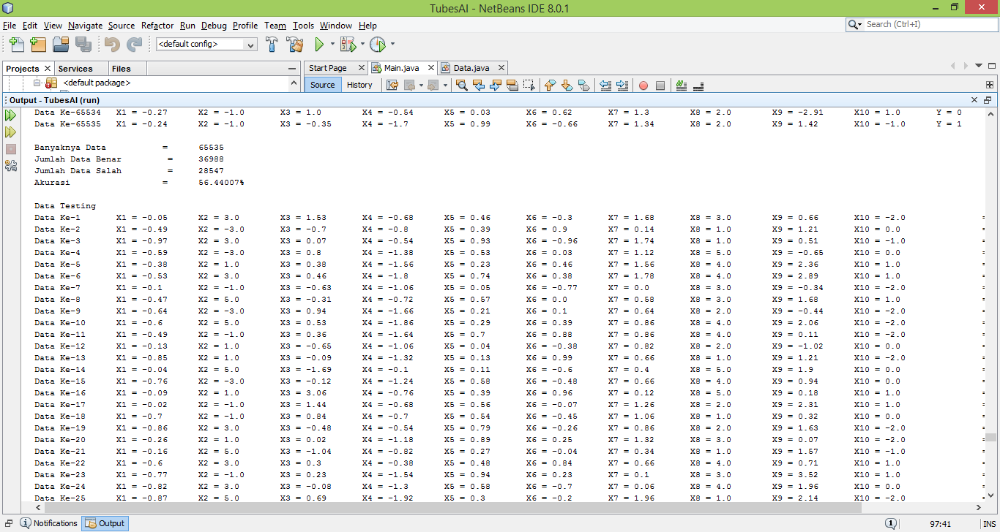 TubesAI - NetBeans IDE 8.0.1
File Edit View Navigate Source Refactor Run Debug Profile Team Tools Window Help
Search (Ctrl+I)
<default config>
Projects Services Files
Start Page Main.java Data.java
<default package>
Source History
Output - TubesAI (run)
Data Ke-65534 X1 = -0.27 X2 = -1.0 X3 = 1.0 X4 = -0.54 X5 = 0.03 X6 = 0.62 X7 = 1.3 X8 = 2.0 X9 = -2.91 X10 = 1.0 Y = 0
Data Ke-65535 X1 = -0.24 X2 = -1.0 X3 = -0.35 X4 = -1.7 X5 = 0.99 X6 = -0.66 X7 = 1.34 X8 = 2.0 X9 = 1.42 X10 = -1.0 Y = 1
Banyaknya Data = 65535
Jumlah Data Benar = 36988
Jumlah Data Salah = 28547
Akurasi = 56.44007%
Data Testing
Data Ke-1 X1 = -0.05 X2 = 3.0 X3 = 1.53 X4 = -0.68 X5 = 0.46 X6 = -0.3 X7 = 1.68 X8 = 3.0 X9 = 0.66 X10 = -2.0 =
Data Ke-2 X1 = -0.49 X2 = -3.0 X3 = -0.7 X4 = -0.8 X5 = 0.39 X6 = 0.9 X7 = 0.14 X8 = 1.0 X9 = 1.21 X10 = 0.0 =
Data Ke-3 X1 = -0.97 X2 = 3.0 X3 = 0.07 X4 = -0.54 X5 = 0.93 X6 = -0.96 X7 = 1.74 X8 = 1.0 X9 = 0.51 X10 = -1.0 =
Data Ke-4 X1 = -0.59 X2 = -3.0 X3 = 0.8 X4 = -1.38 X5 = 0.53 X6 = 0.03 X7 = 1.12 X8 = 5.0 X9 = -0.65 X10 = 0.0 =
Data Ke-5 X1 = -0.38 X2 = 1.0 X3 = 0.38 X4 = -1.56 X5 = 0.23 X6 = 0.46 X7 = 1.56 X8 = 4.0 X9 = 2.36 X10 = 1.0 =
Data Ke-6 X1 = -0.53 X2 = 3.0 X3 = 0.46 X4 = -1.8 X5 = 0.74 X6 = 0.38 X7 = 1.78 X8 = 4.0 X9 = 2.89 X10 = 1.0 =
Data Ke-7 X1 = -0.1 X2 = -1.0 X3 = -0.63 X4 = -1.06 X5 = 0.05 X6 = -0.77 X7 = 0.0 X8 = 3.0 X9 = -0.34 X10 = -2.0 =
Data Ke-8 X1 = -0.47 X2 = 5.0 X3 = -0.31 X4 = -0.72 X5 = 0.57 X6 = 0.0 X7 = 0.58 X8 = 3.0 X9 = 1.68 X10 = 1.0 =
Data Ke-9 X1 = -0.64 X2 = -3.0 X3 = 0.94 X4 = -1.66 X5 = 0.21 X6 = 0.1 X7 = 0.64 X8 = 2.0 X9 = -0.44 X10 = -2.0 =
Data Ke-10 X1 = -0.6 X2 = 5.0 X3 = 0.53 X4 = -1.86 X5 = 0.29 X6 = 0.39 X7 = 0.86 X8 = 4.0 X9 = 2.06 X10 = -2.0 =
Data Ke-11 X1 = -0.49 X2 = -1.0 X3 = 0.36 X4 = -1.64 X5 = 0.7 X6 = 0.88 X7 = 0.86 X8 = 4.0 X9 = 0.11 X10 = -2.0 =
Data Ke-12 X1 = -0.13 X2 = 1.0 X3 = -0.65 X4 = -1.06 X5 = 0.04 X6 = -0.38 X7 = 0.82 X8 = 2.0 X9 = -1.02 X10 = 0.0 =
Data Ke-13 X1 = -0.85 X2 = 1.0 X3 = -0.09 X4 = -1.32 X5 = 0.13 X6 = 0.99 X7 = 0.66 X8 = 1.0 X9 = 1.21 X10 = -2.0 =
Data Ke-14 X1 = -0.04 X2 = 5.0 X3 = -1.69 X4 = -0.1 X5 = 0.11 X6 = -0.6 X7 = 0.4 X8 = 5.0 X9 = 1.9 X10 = 0.0 =
Data Ke-15 X1 = -0.76 X2 = -3.0 X3 = -0.12 X4 = -1.24 X5 = 0.58 X6 = -0.48 X7 = 0.66 X8 = 4.0 X9 = 0.94 X10 = 0.0 =
Data Ke-16 X1 = -0.09 X2 = 1.0 X3 = 3.06 X4 = -0.76 X5 = 0.39 X6 = 0.96 X7 = 0.12 X8 = 5.0 X9 = 0.18 X10 = 1.0 =
Data Ke-17 X1 = -0.02 X2 = -1.0 X3 = 1.44 X4 = -0.68 X5 = 0.56 X6 = -0.07 X7 = 1.26 X8 = 2.0 X9 = 2.31 X10 = 1.0 =
Data Ke-18 X1 = -0.7 X2 = -1.0 X3 = 0.84 X4 = -0.7 X5 = 0.54 X6 = -0.45 X7 = 1.06 X8 = 1.0 X9 = 0.32 X10 = 0.0 =
Data Ke-19 X1 = -0.86 X2 = 3.0 X3 = -0.48 X4 = -0.54 X5 = 0.79 X6 = -0.26 X7 = 0.86 X8 = 2.0 X9 = 1.63 X10 = -2.0 =
Data Ke-20 X1 = -0.26 X2 = 1.0 X3 = 0.02 X4 = -1.18 X5 = 0.89 X6 = 0.25 X7 = 1.32 X8 = 3.0 X9 = 0.07 X10 = -2.0 =
Data Ke-21 X1 = -0.16 X2 = 5.0 X3 = -1.04 X4 = -0.82 X5 = 0.27 X6 = -0.04 X7 = 0.34 X8 = 1.0 X9 = 1.57 X10 = -1.0 =
Data Ke-22 X1 = -0.6 X2 = 3.0 X3 = 0.3 X4 = -0.38 X5 = 0.48 X6 = 0.84 X7 = 0.66 X8 = 4.0 X9 = 0.71 X10 = 1.0 =
Data Ke-23 X1 = -0.77 X2 = -1.0 X3 = 0.23 X4 = -1.54 X5 = 0.94 X6 = 0.23 X7 = 0.1 X8 = 3.0 X9 = 3.52 X10 = 1.0 =
Data Ke-24 X1 = -0.82 X2 = 3.0 X3 = -0.08 X4 = -1.3 X5 = 0.58 X6 = -0.7 X7 = 0.06 X8 = 4.0 X9 = 1.96 X10 = 0.0 =
Data Ke-25 X1 = -0.87 X2 = 5.0 X3 = 0.69 X4 = -1.92 X5 = 0.3 X6 = -0.2 X7 = 1.96 X8 = 1.0 X9 = 2.14 X10 = -2.0 =
Notifications Output 1 97:41 INS